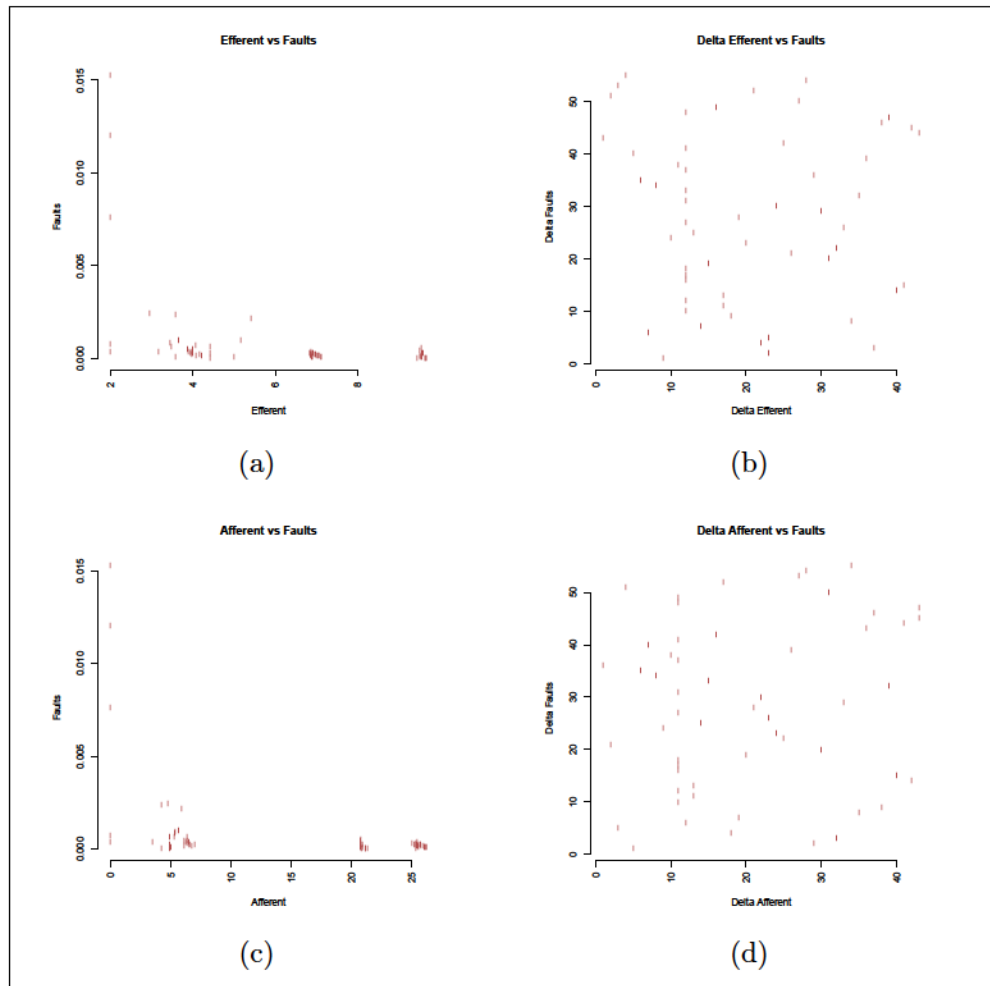 Efferent vs Faults
Faults
0.015
0.010
0.005
0.000
2 4 6 8
Efferent
(a)
Delta Efferent vs Faults
Delta Faults
50
40
30
20
10
0
0 10 20 30 40
Delta Efferent
(b)
Afferent vs Faults
Faults
0.015
0.010
0.005
0.000
0 5 10 15 20 25
Afferent
(c)
Delta Afferent vs Faults
Delta Faults
50
40
30
20
10
0
0 10 20 30 40
Delta Afferent
(d)